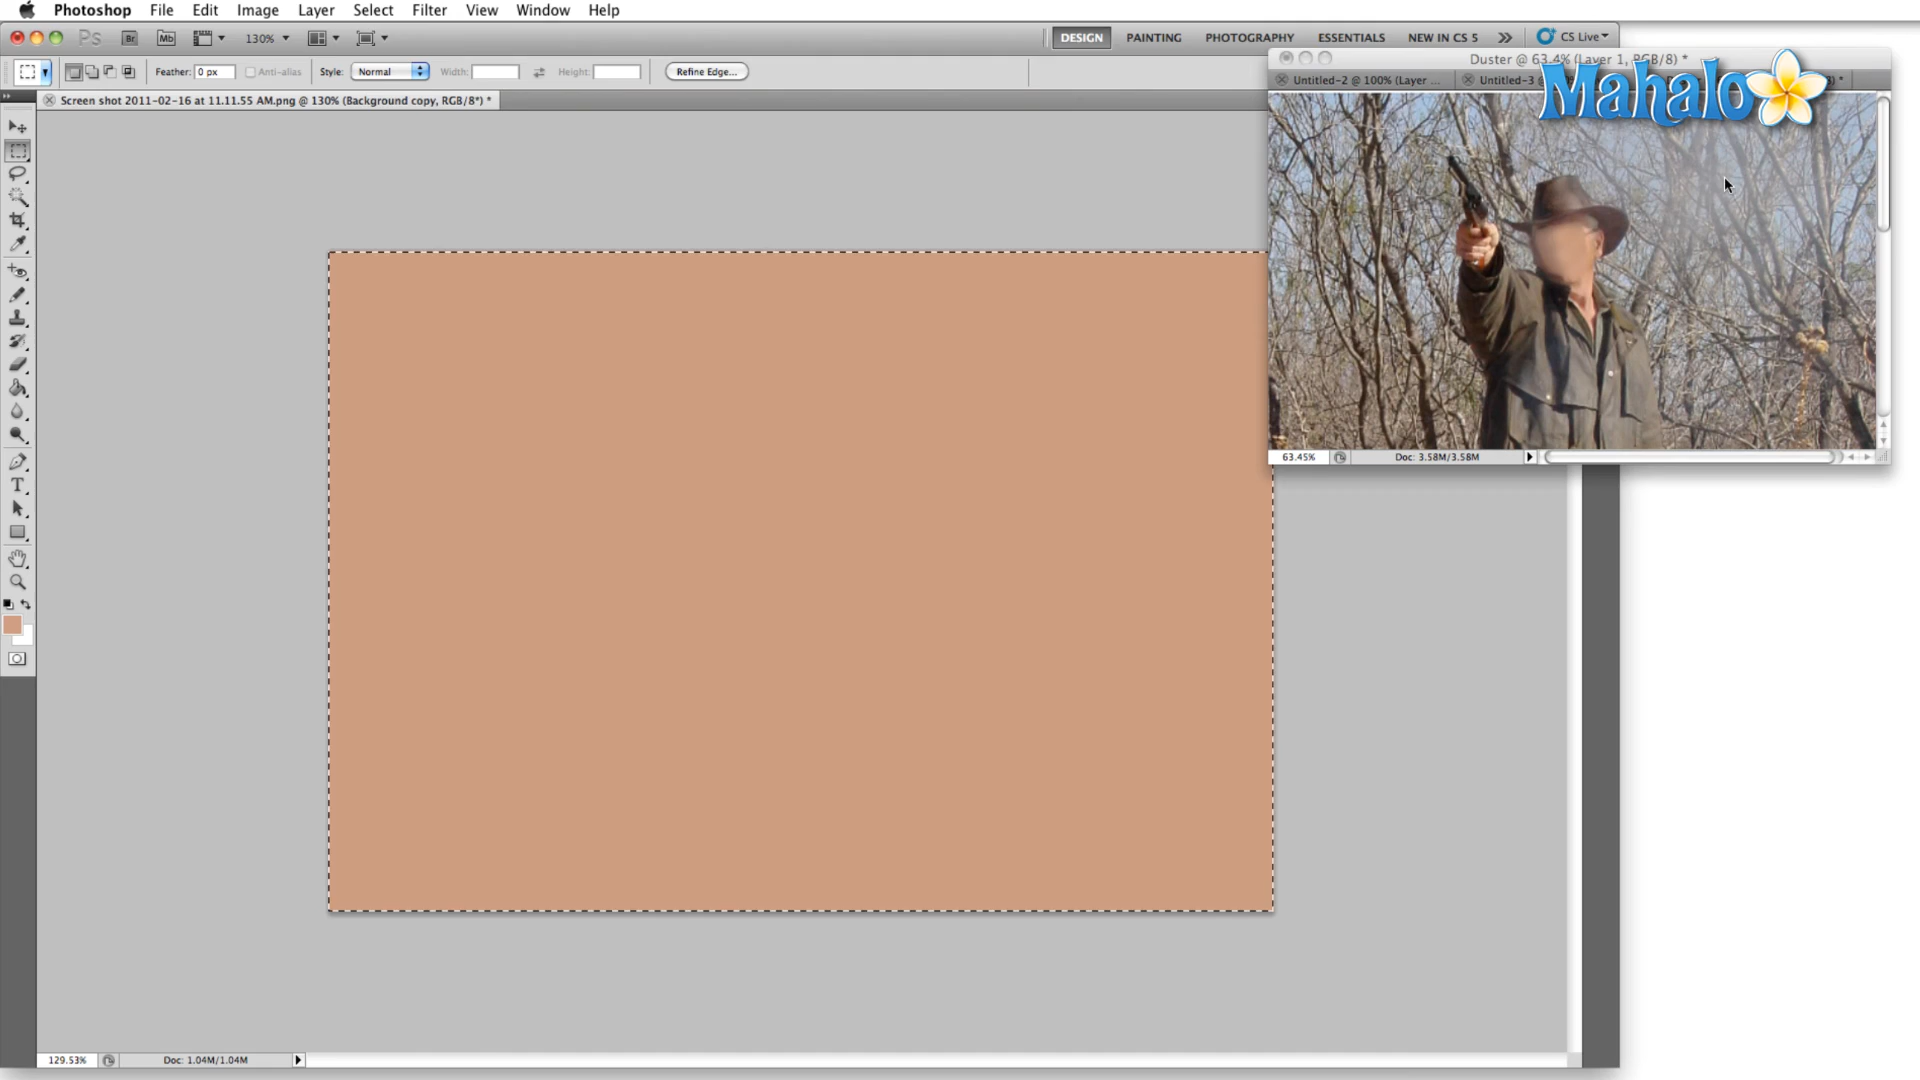 Photoshop File Edit Image Layer Select Filter View Window Help
Ps Br Mb 130% DESIGN PAINTING PHOTOGRAPHY ESSENTIALS NEW IN CS 5 CS Live
Feather: 0 px Anti-alias Style: Normal Width: Height: Refine Edge...
Screen shot 2011-02-16 at 11.11.55 AM.png @ 130% (Background copy, RGB/8*) *
Duster @ 63.4% (Layer 1, RGB/8) *
Untitled-2 @ 100% (Layer ... Untitled-3 @
Mahalo
63.45% Doc: 3.58M/3.58M
T
129.53% Doc: 1.04M/1.04M